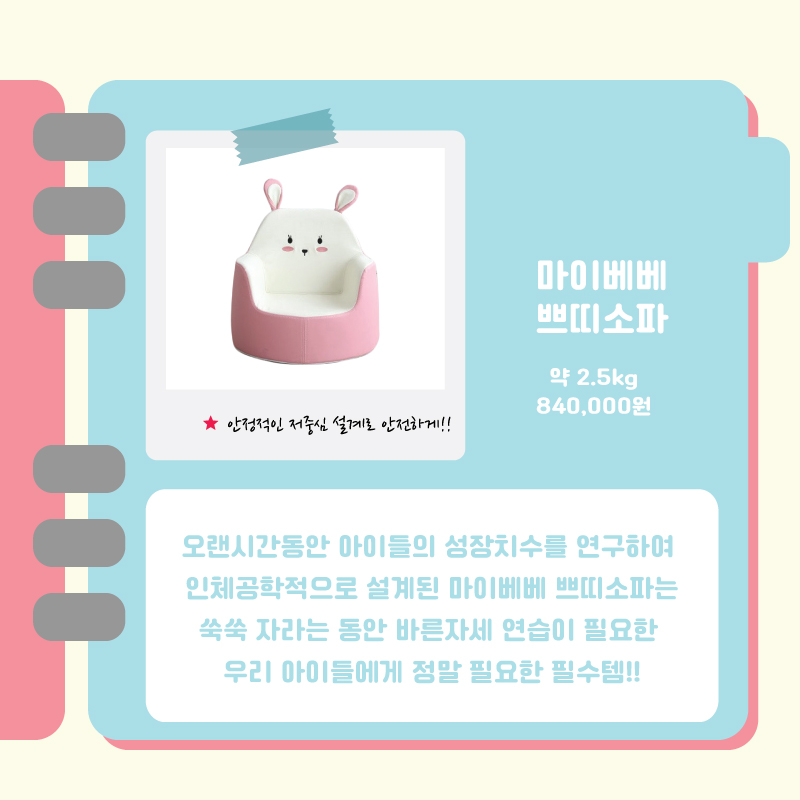 마이베베
쁘띠소파
약 2.5kg
840,000원
★ 안정적인 저중심 설계로 안전하게!!
오랜시간동안 아이들의 성장치수를 연구하여
인체공학적으로 설계된 마이베베 쁘띠소파는
쑥쑥 자라는 동안 바른자세 연습이 필요한
우리 아이들에게 정말 필요한 필수템!!